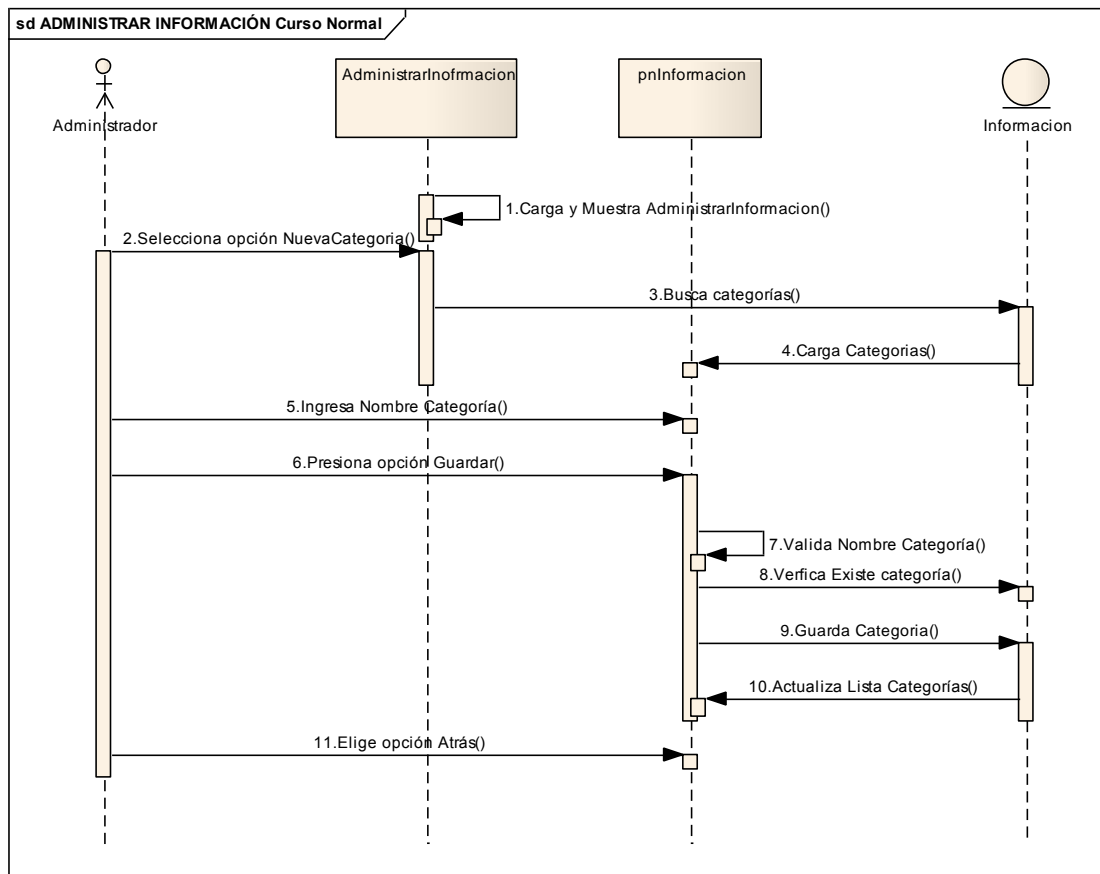 sd ADMINISTRAR INFORMACIÓN Curso Normal
Administrador
AdministrarInofrmacion
pnInformacion
Informacion
1.Carga y Muestra AdministrarInformacion()
2.Selecciona opción NuevaCategoria()
3.Busca categorías()
4.Carga Categorias()
5.Ingresa Nombre Categoría()
6.Presiona opción Guardar()
7.Valida Nombre Categoría()
8.Verfica Existe categoría()
9.Guarda Categoria()
10.Actualiza Lista Categorías()
11.Elige opción Atrás()